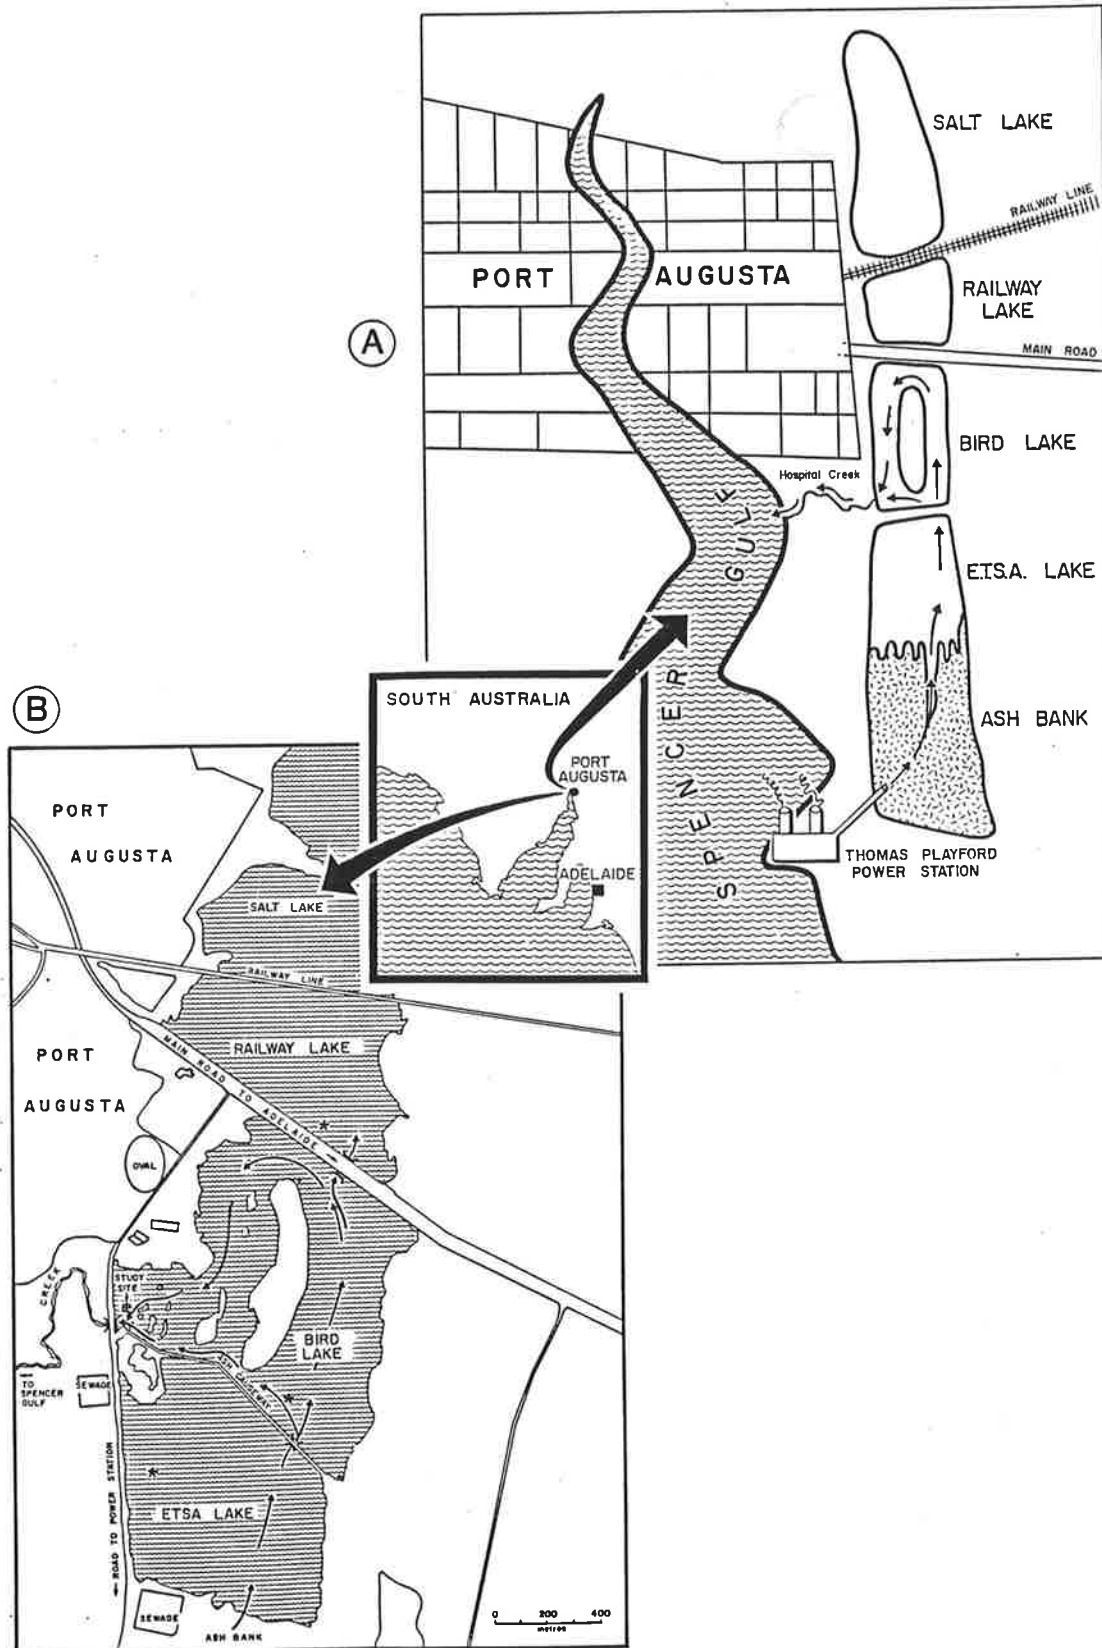 SALT LAKE
RAILWAY LINE
PORT AUGUSTA
RAILWAY
LAKE
A
MAIN ROAD
BIRD LAKE
Hospital Creek
E.T.S.A. LAKE
SPENCER GULF
ASH BANK
THOMAS PLAYFORD
POWER STATION
SOUTH AUSTRALIA
PORT
AUGUSTA
ADELAIDE
B
PORT
AUGUSTA
SALT LAKE
RAILWAY LINE
RAILWAY LAKE
PORT
AUGUSTA
MAIN ROAD TO ADELAIDE
OVAL
STUDY
SITE
CREEK
BIRD
LAKE
ASH CAUSEWAY
TO
SPENCER
GULF
SEWAGE
ROAD TO POWER STATION
ETSA LAKE
SEWAGE
ASH BANK
0 200 400
metres